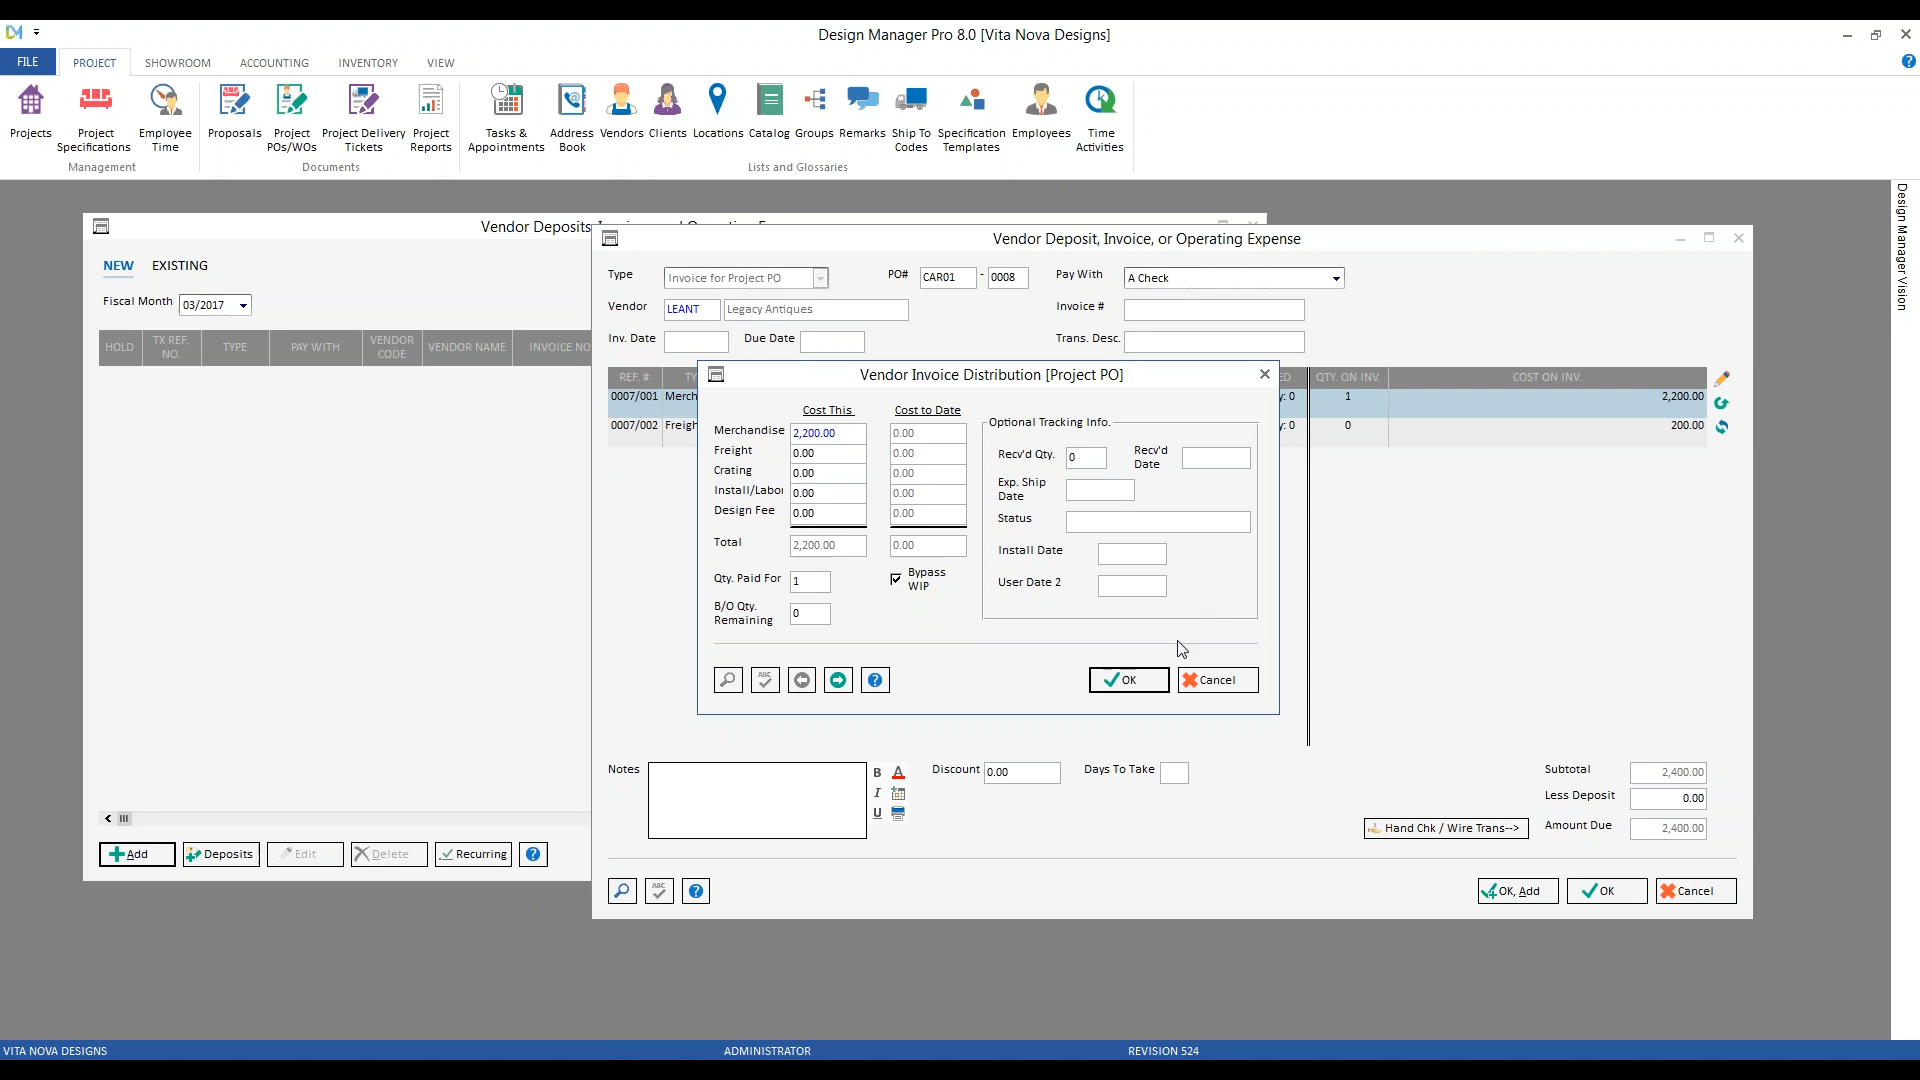 Design Manager Pro 8.0 [Vita Nova Designs]
FILE PROJECT SHOWROOM ACCOUNTING INVENTORY VIEW
Projects
Project Specifications
Employee Time
Management
Proposals
Project POs/WOs
Project Delivery Tickets
Project Reports
Documents
Tasks & Appointments
Address Book
Vendors
Clients
Locations
Catalog
Groups
Remarks
Ship To Codes
Specification Templates
Employees
Time Activities
Lists and Glossaries
Design Manager Vision
Vendor Deposits
NEW EXISTING
Fiscal Month 03/2017
HOLD
TX REF. NO.
TYPE
PAY WITH
VENDOR CODE
VENDOR NAME
INVOICE NO
Add Deposits Edit Delete Recurring
Vendor Deposit, Invoice, or Operating Expense
Type Invoice for Project PO PO# CAR01 - 0008 Pay With A Check
Vendor LEANT Legacy Antiques Invoice #
Inv. Date Due Date Trans. Desc.
REF. # TY ED QTY. ON INV. COST ON INV.
0007/001 Merch y: 0 1 2,200.00
0007/002 Freigh y: 0 0 200.00
Vendor Invoice Distribution [Project PO]
Cost This Cost to Date
Merchandise 2,200.00 0.00
Freight 0.00 0.00
Crating 0.00 0.00
Install/Labo 0.00 0.00
Design Fee 0.00 0.00
Total 2,200.00 0.00
Qty. Paid For 1
Bypass WIP
B/O Qty. Remaining 0
Optional Tracking Info.
Recv'd Qty. 0 Recv'd Date
Exp. Ship Date
Status
Install Date
User Date 2
ABC OK Cancel
Notes
B A
I
U
Discount 0.00 Days To Take
Subtotal 2,400.00
Less Deposit 0.00
Hand Chk / Wire Trans--> Amount Due 2,400.00
ABC OK, Add OK Cancel
VITA NOVA DESIGNS ADMINISTRATOR REVISION 524